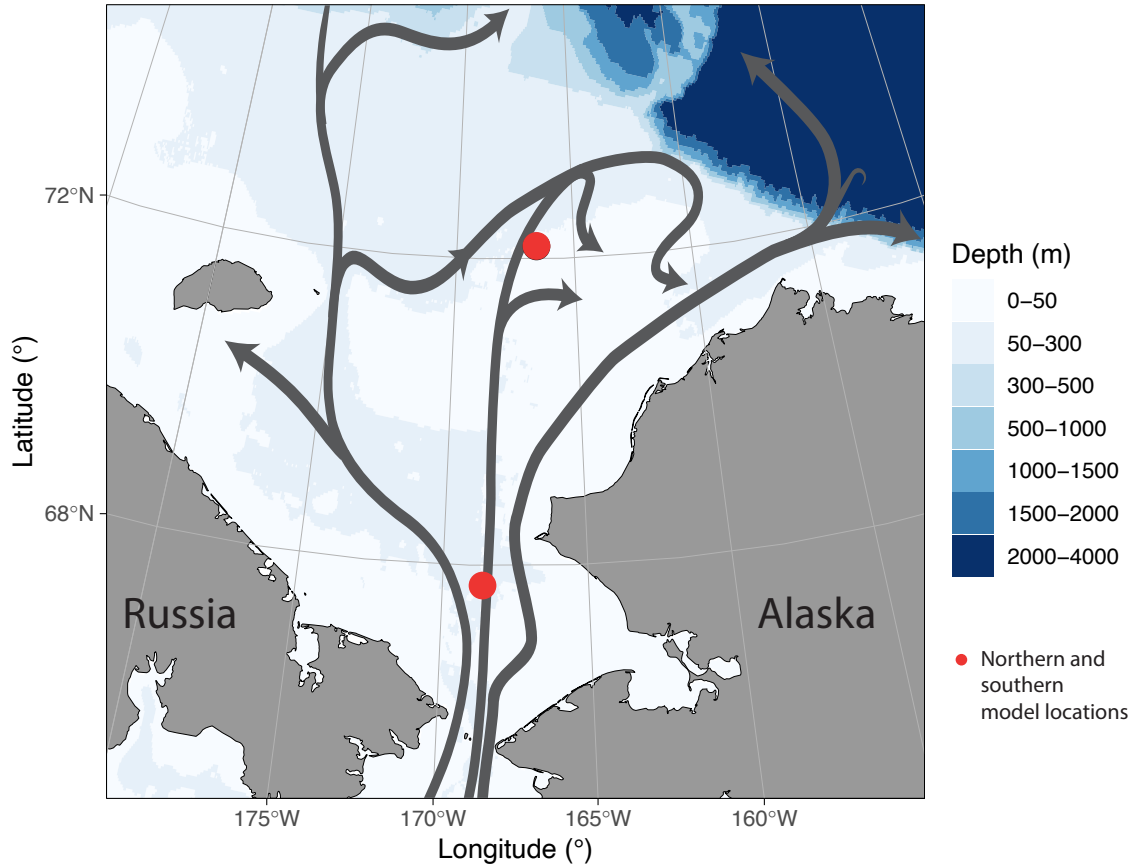 72°N
68°N
Latitude (°)
Russia
Alaska
175°W
170°W
165°W
160°W
Longitude (°)
Depth (m)
0−50
50−300
300−500
500−1000
1000−1500
1500−2000
2000−4000
Northern and
southern
model locations